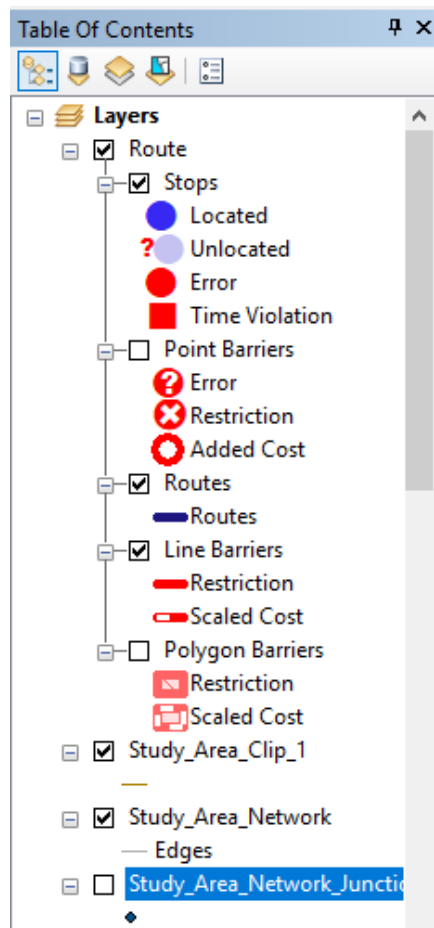 Table Of Contents
Layers
Route
Stops
Located
? Unlocated
Error
Time Violation
Point Barriers
? Error
Restriction
Added Cost
Routes
Routes
Line Barriers
Restriction
Scaled Cost
Polygon Barriers
Restriction
Scaled Cost
Study_Area_Clip_1
Study_Area_Network
Edges
Study_Area_Network_Junctio